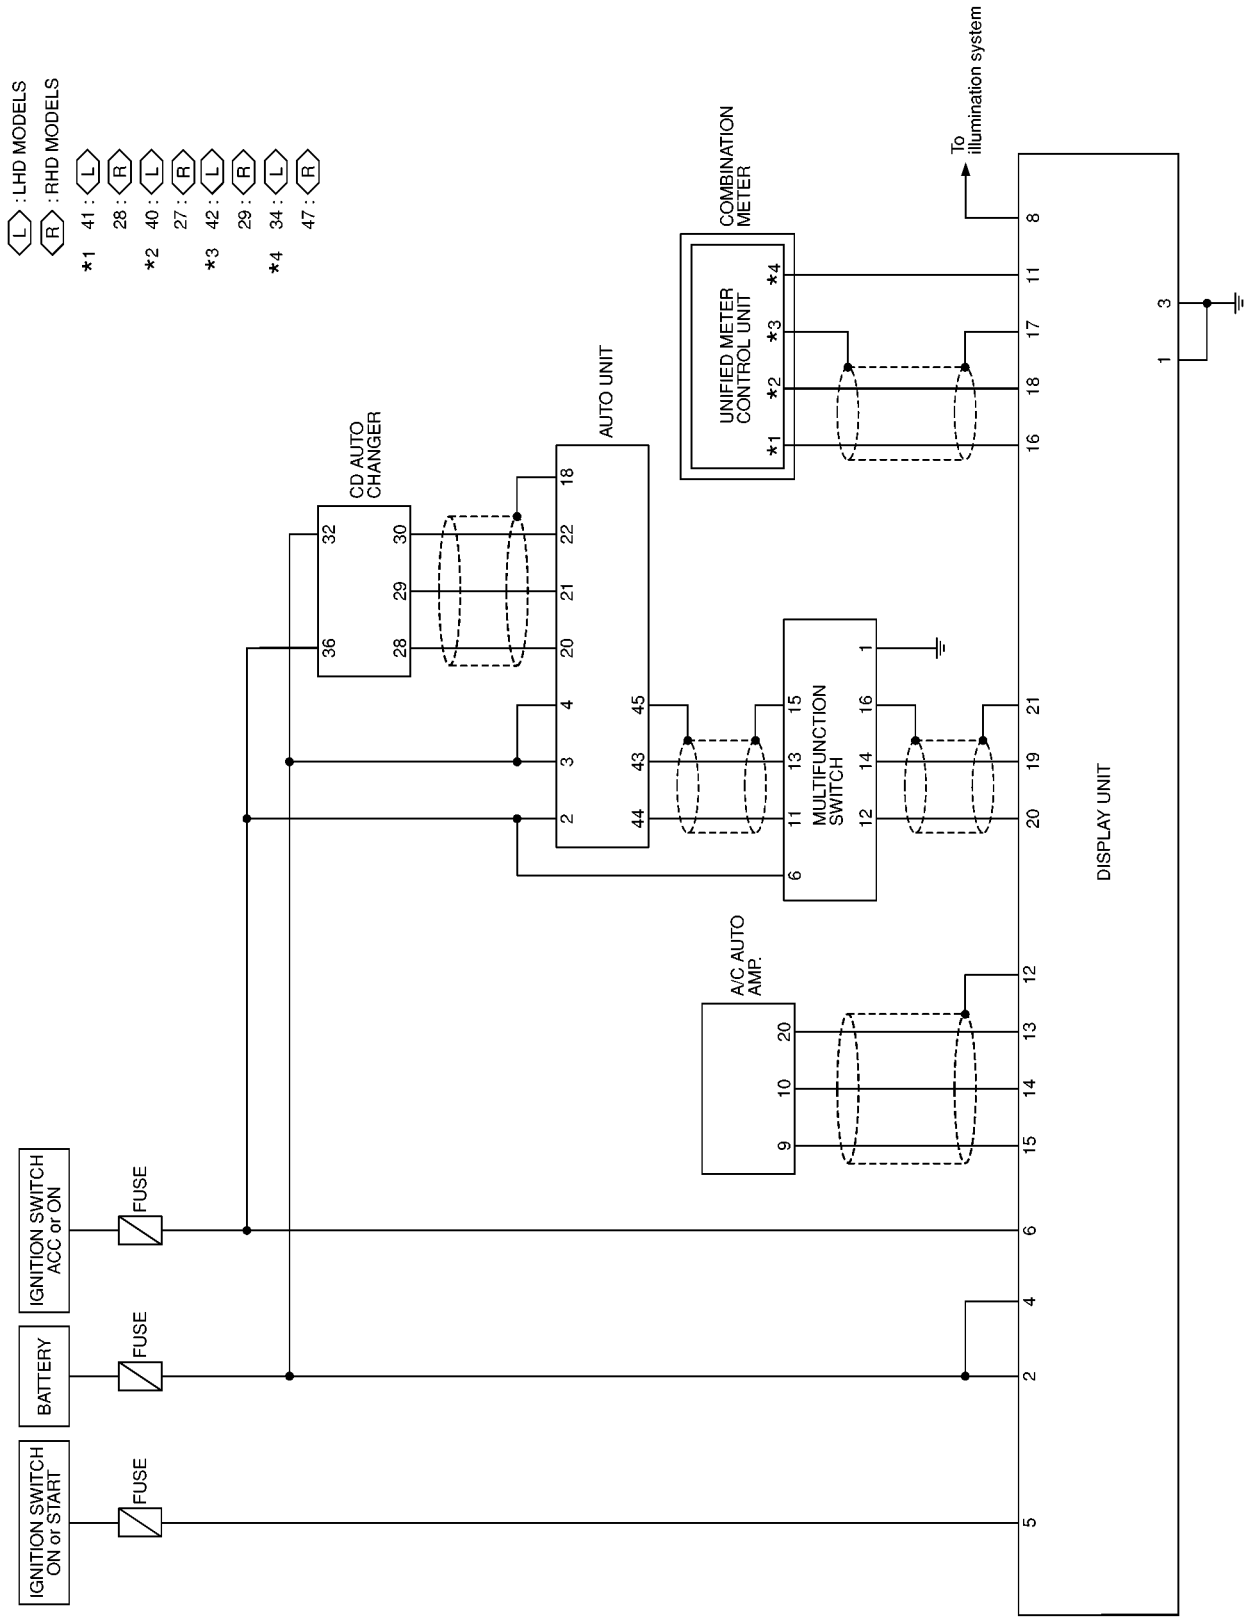 IGNITION SWITCH
ON or START
BATTERY
IGNITION SWITCH
ACC or ON
FUSE
FUSE
FUSE
L : LHD MODELS
R : RHD MODELS
*1 41 : L
28 : R
*2 40 : L
27 : R
*3 42 : L
29 : R
*4 34 : L
47 : R
36
32
CD AUTO
CHANGER
28
29
30
2
3
4
20
21
22
18
AUTO UNIT
44
43
45
A/C AUTO
AMP.
9
10
20
6
11
13
15
MULTIFUNCTION
SWITCH
12
14
16
1
COMBINATION
METER
UNIFIED METER
CONTROL UNIT
*1
*2
*3
*4
To
illumination system
5
2
4
6
15
14
13
12
20
19
21
16
18
17
11
8
DISPLAY UNIT
1
3